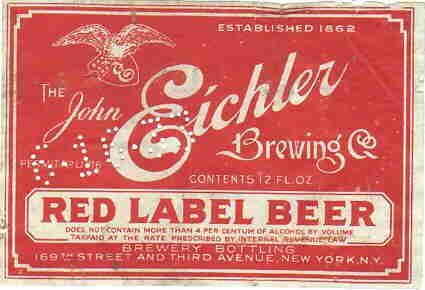 ESTABLISHED 1862
THE John Eichler
Brewing Co
CONTENTS 12 FL. OZ.
RED LABEL BEER
DOES NOT CONTAIN MORE THAN 4 PER CENTUM OF ALCOHOL BY VOLUME
TAXPAID AT THE RATE PRESCRIBED BY INTERNAL REVENUE LAW
BREWERY BOTTLING
169TH STREET AND THIRD AVENUE, NEW YORK.N.Y.